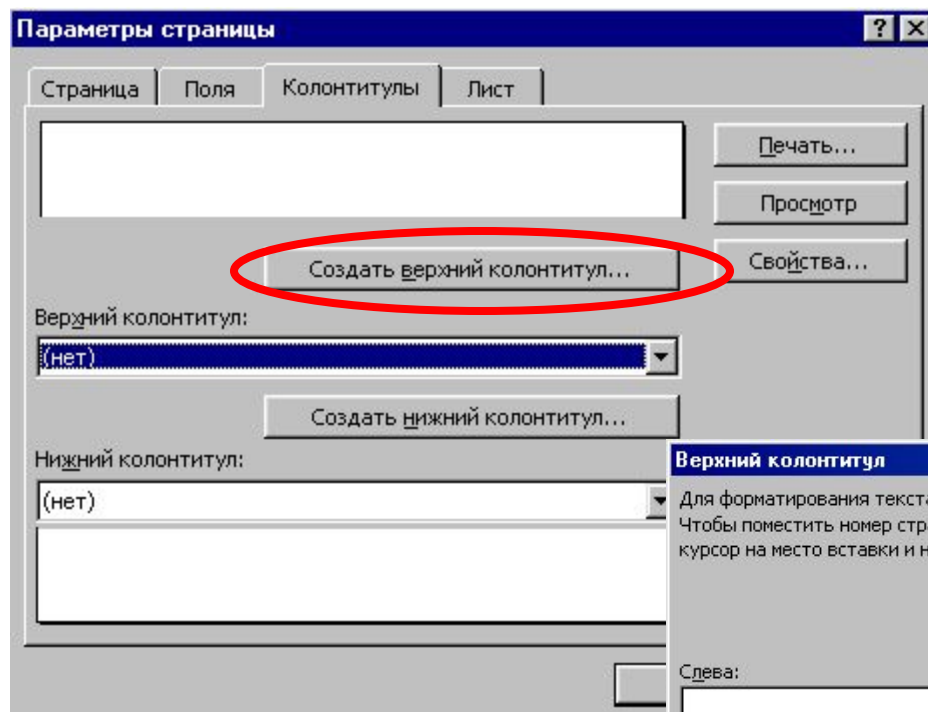 Параметры страницы
Страница Поля Колонтитулы Лист
Печать...
Просмотр
Свойства...
Создать верхний колонтитул...
Верхний колонтитул:
(нет)
Создать нижний колонтитул...
Нижний колонтитул:
(нет)
Верхний колонтитул
Для форматирования текста
Чтобы поместить номер стр
курсор на место вставки и н
Слева: